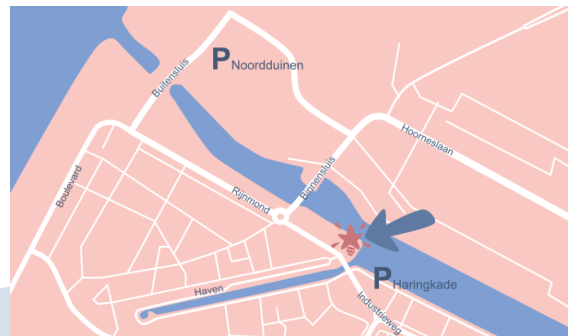 P Noordduinen
Buitensluis
Hoorneslaan
Binnensluis
Boulevard
Rijnmond
P Haringkade
Haven
Industrieweg